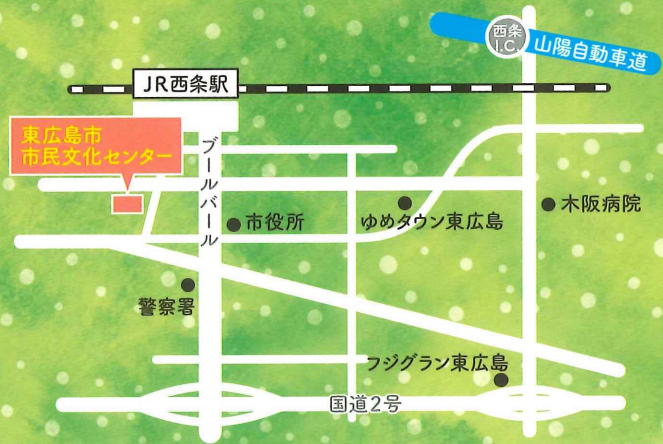 西条
I.C.
山陽自動車道
JR西条駅
東広島市
市民文化センター
ブールバール
市役所
ゆめタウン東広島
木阪病院
警察署
フジグラン東広島
国道2号